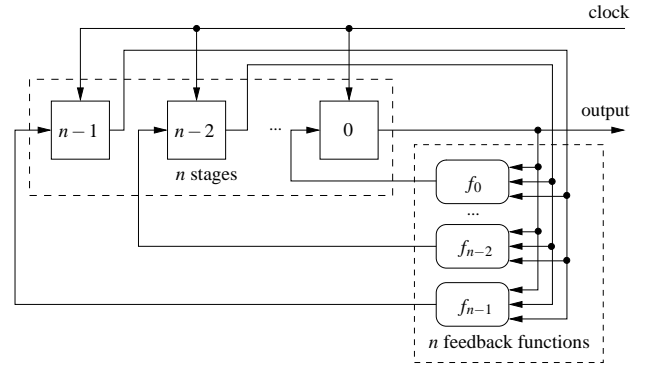 clock
output
n − 1
n − 2
...
0
n stages
f0
...
fn−2
fn−1
n feedback functions